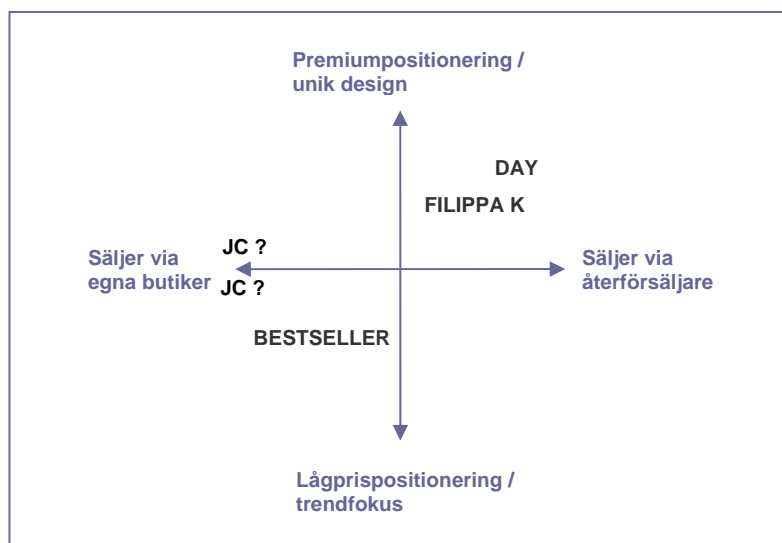 Premiumpositionering /
unik design
DAY
FILIPPA K
JC ?
Säljer via
egna butiker
Säljer via
återförsäljare
JC ?
BESTSELLER
Lågprispositionering /
trendfokus